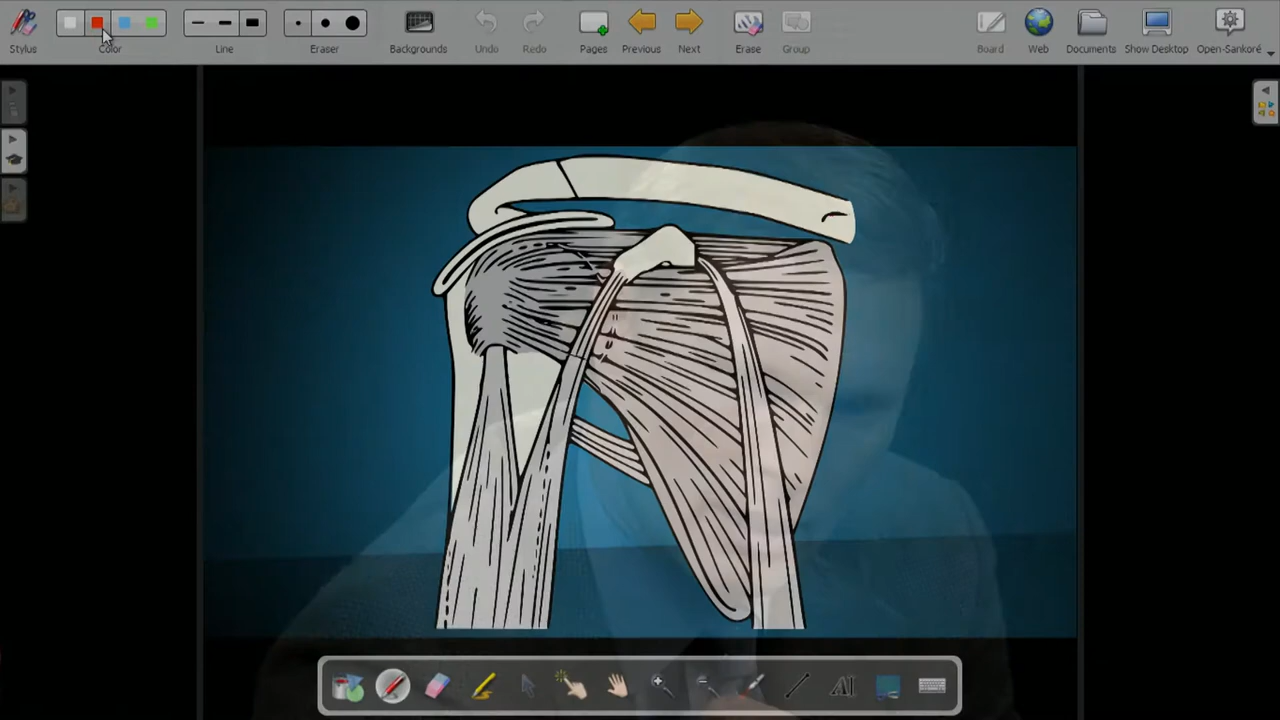 Stylus
Color
Line
Eraser
Backgrounds
Undo
Redo
Pages
Previous
Next
Erase
Group
Board
Web
Documents
Show Desktop
Open-Sankoré
AI